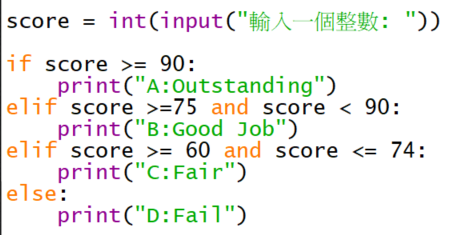 score = int(input("輸入一個整數: "))
if score >= 90:
    print("A:Outstanding")
elif score >=75 and score < 90:
    print("B:Good Job")
elif score >= 60 and score <= 74:
    print("C:Fair")
else:
    print("D:Fail")